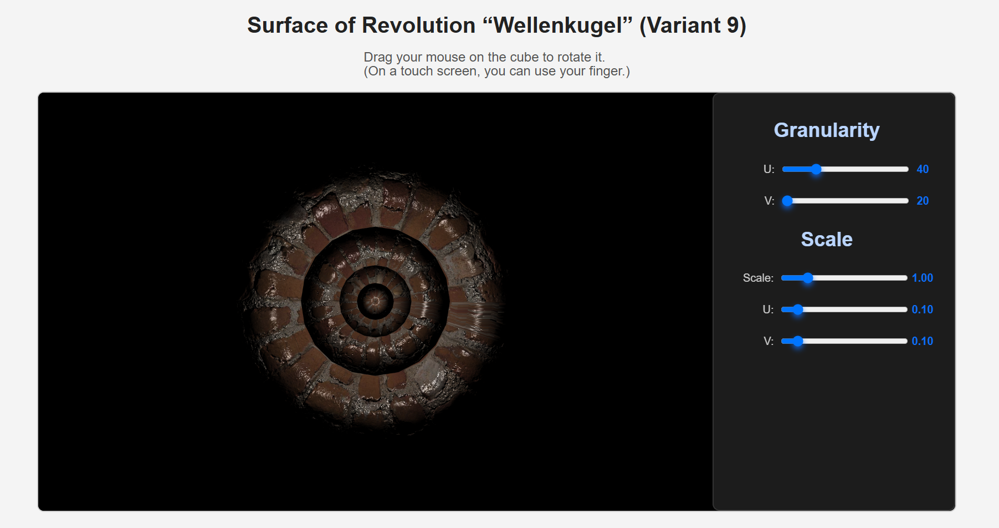 Surface of Revolution “Wellenkugel” (Variant 9)
Drag your mouse on the cube to rotate it.
(On a touch screen, you can use your finger.)
Granularity
U: 40
V: 20
Scale
Scale: 1.00
U: 0.10
V: 0.10